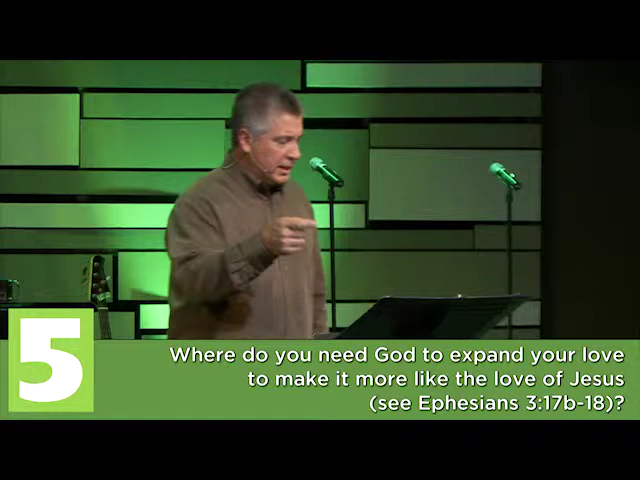 5
Where do you need God to expand your love
to make it more like the love of Jesus
(see Ephesians 3:17b-18)?